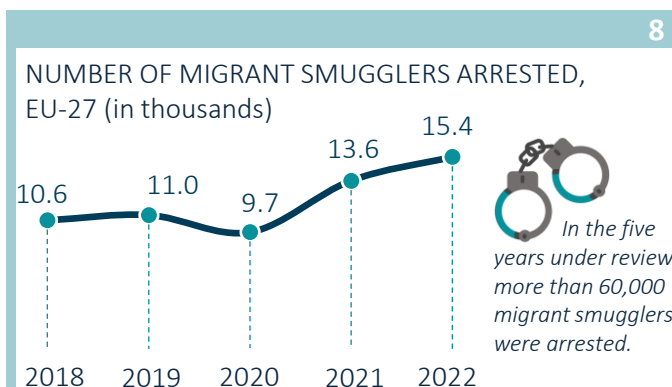 8
NUMBER OF MIGRANT SMUGGLERS ARRESTED,
EU-27 (in thousands)
10.6
11.0
9.7
13.6
15.4
In the five
years under review
more than 60,000
migrant smugglers
were arrested.
2018 2019 2020 2021 2022